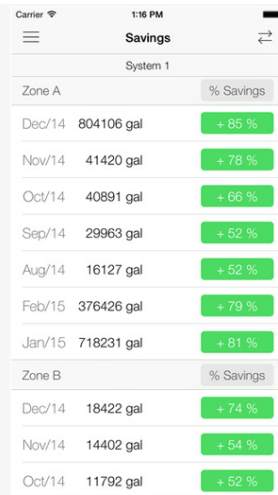 Carrier 1:16 PM
Savings
System 1
Zone A % Savings
Dec/14 804106 gal + 85 %
Nov/14 41420 gal + 78 %
Oct/14 40891 gal + 66 %
Sep/14 29963 gal + 52 %
Aug/14 16127 gal + 52 %
Feb/15 376426 gal + 79 %
Jan/15 718231 gal + 81 %
Zone B % Savings
Dec/14 18422 gal + 74 %
Nov/14 14402 gal + 54 %
Oct/14 11792 gal + 52 %